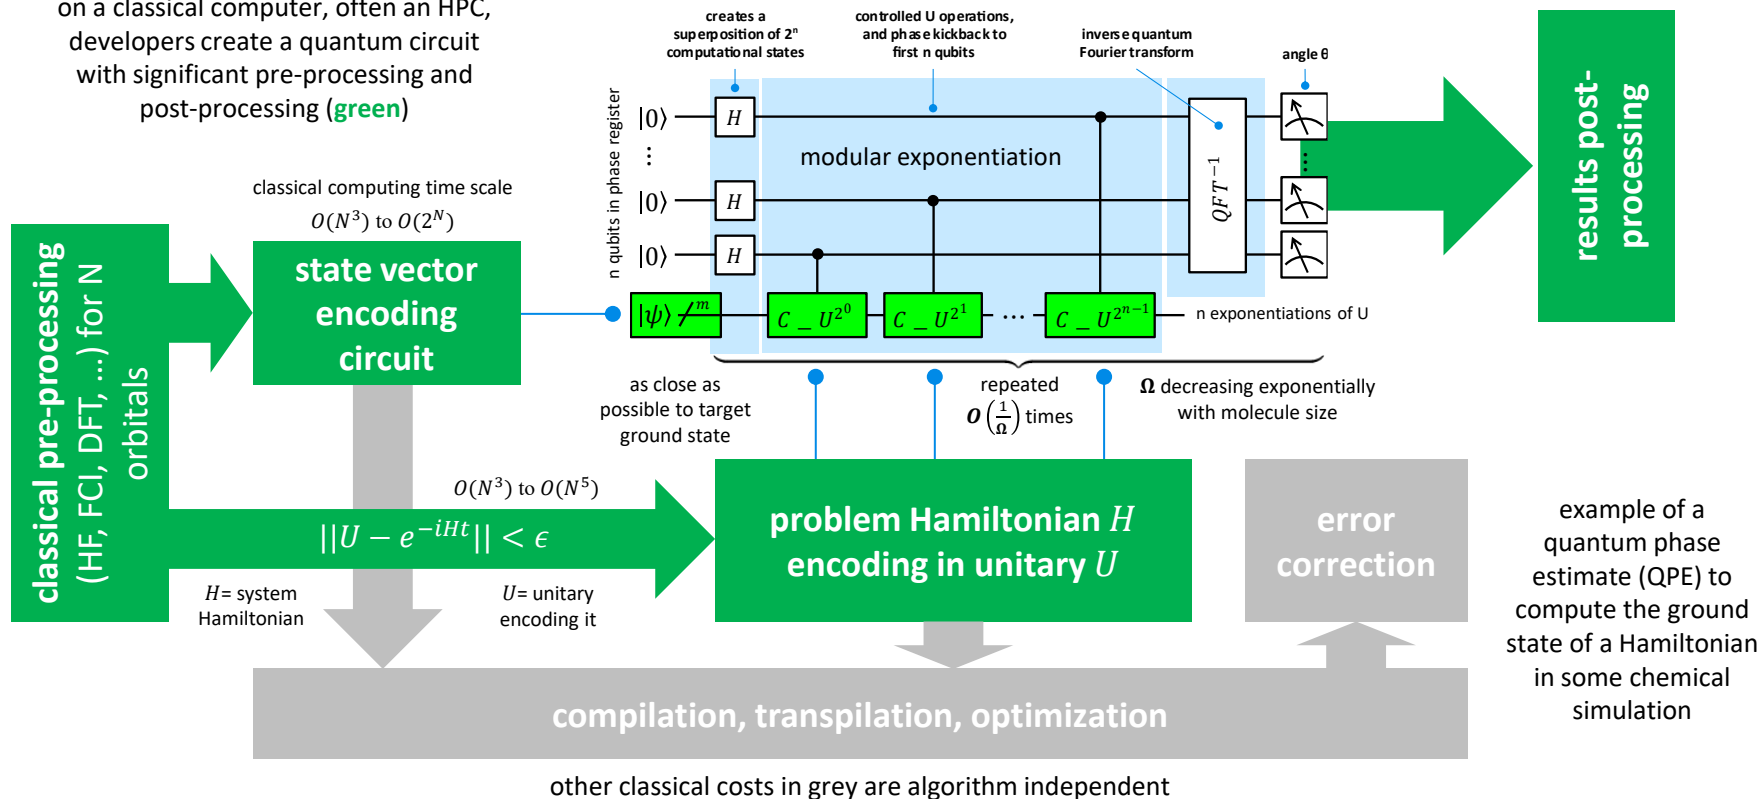 on a classical computer, often an HPC,
developers create a quantum circuit
with significant pre-processing and
post-processing (green)
creates a
superposition of 2ⁿ
computational states
controlled U operations,
and phase kickback to
first n qubits
inverse quantum
Fourier transform
angle θ
n qubits in phase register
|0⟩
H
⋮
modular exponentiation
|0⟩
H
|0⟩
H
QFT⁻¹
⋮
|ψ⟩ m
C _ U^{2^0}
C _ U^{2^1}
⋯
C _ U^{2^{n−1}}
n exponentiations of U
results post-
processing
classical computing time scale
O(N³) to O(2^N)
state vector
encoding
circuit
classical pre-processing
(HF, FCI, DFT, …) for N
orbitals
as close as
possible to target
ground state
repeated
O(1/Ω) times
Ω decreasing exponentially
with molecule size
O(N³) to O(N⁵)
||U − e^{−iHt}|| < ϵ
H= system
Hamiltonian
U= unitary
encoding it
problem Hamiltonian H
encoding in unitary U
error
correction
example of a
quantum phase
estimate (QPE) to
compute the ground
state of a Hamiltonian
in some chemical
simulation
compilation, transpilation, optimization
other classical costs in grey are algorithm independent